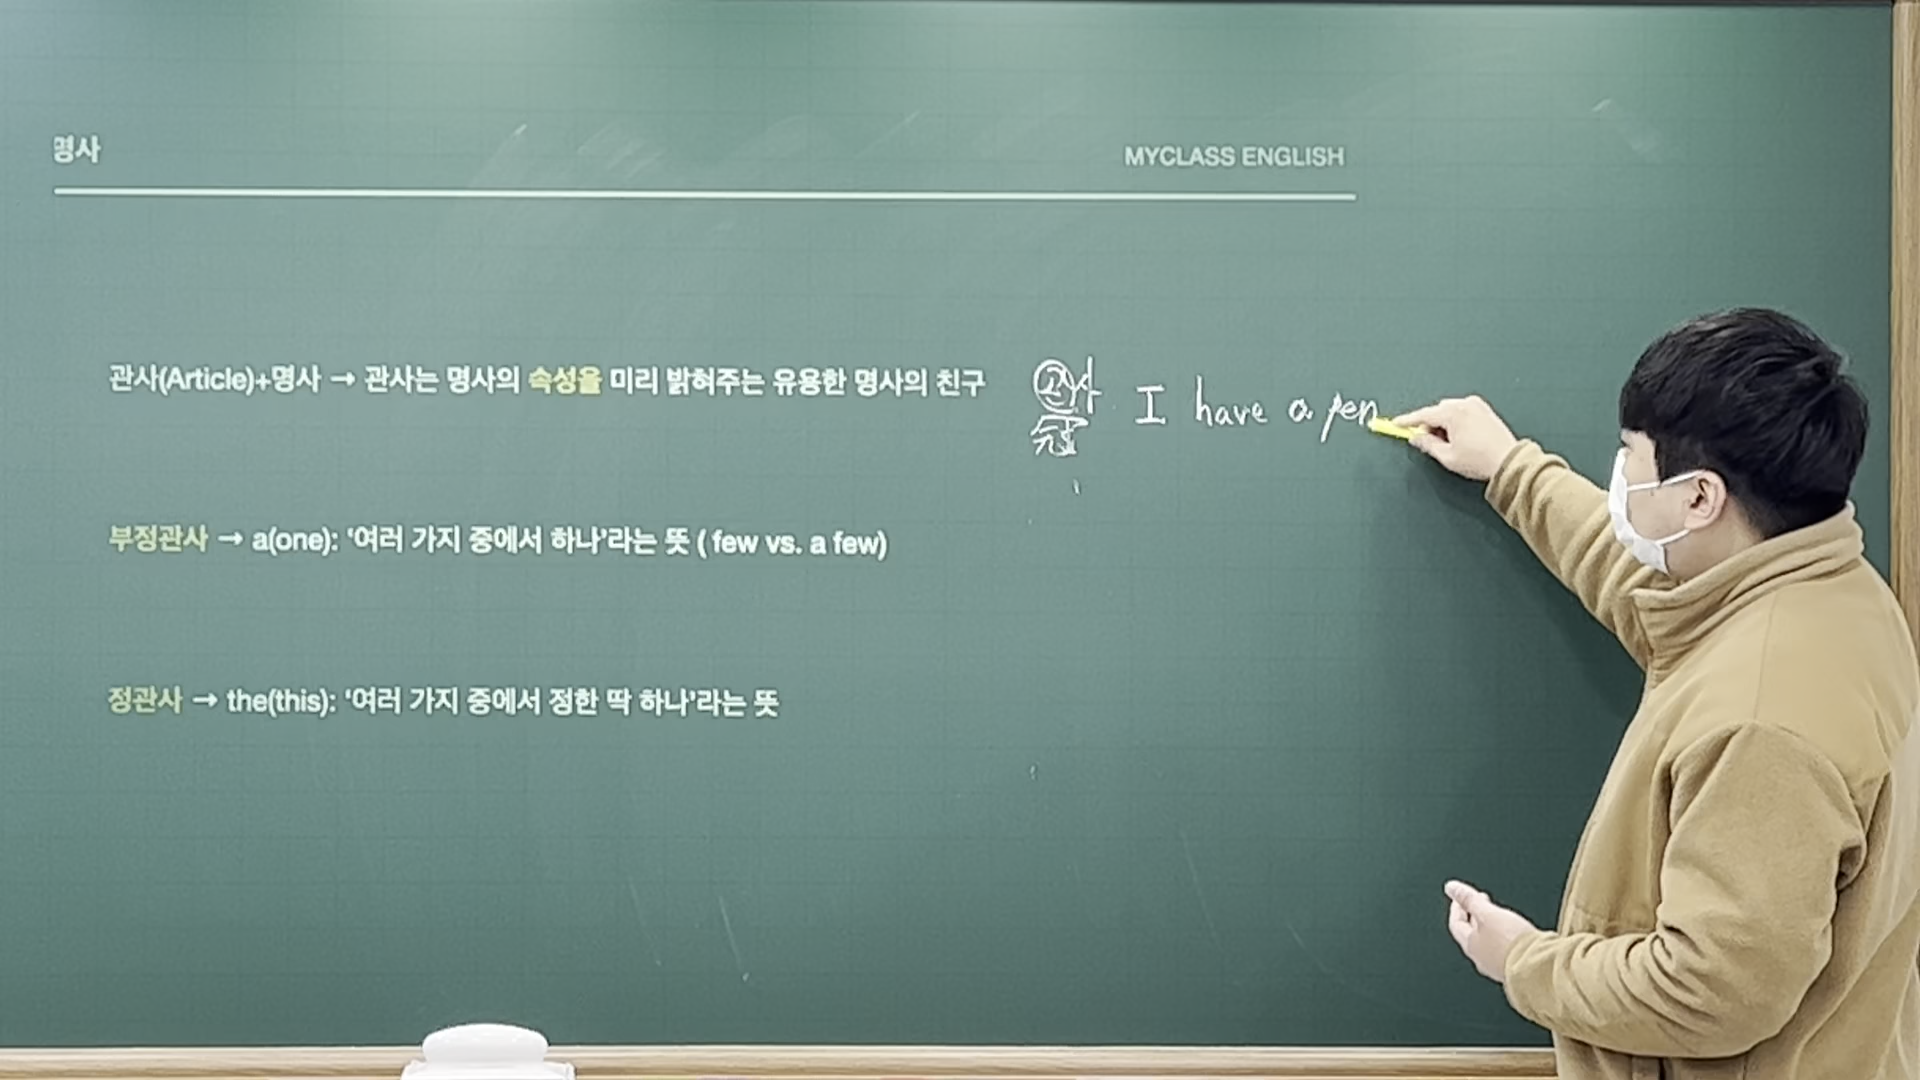 명사
MYCLASS ENGLISH
관사(Article)+명사 → 관사는 명사의 속성을 미리 밝혀주는 유용한 명사의 친구
관사 I have a pen
부정관사 → a(one): ‘여러 가지 중에서 하나’라는 뜻 ( few vs. a few)
정관사 → the(this): ‘여러 가지 중에서 정한 딱 하나’라는 뜻